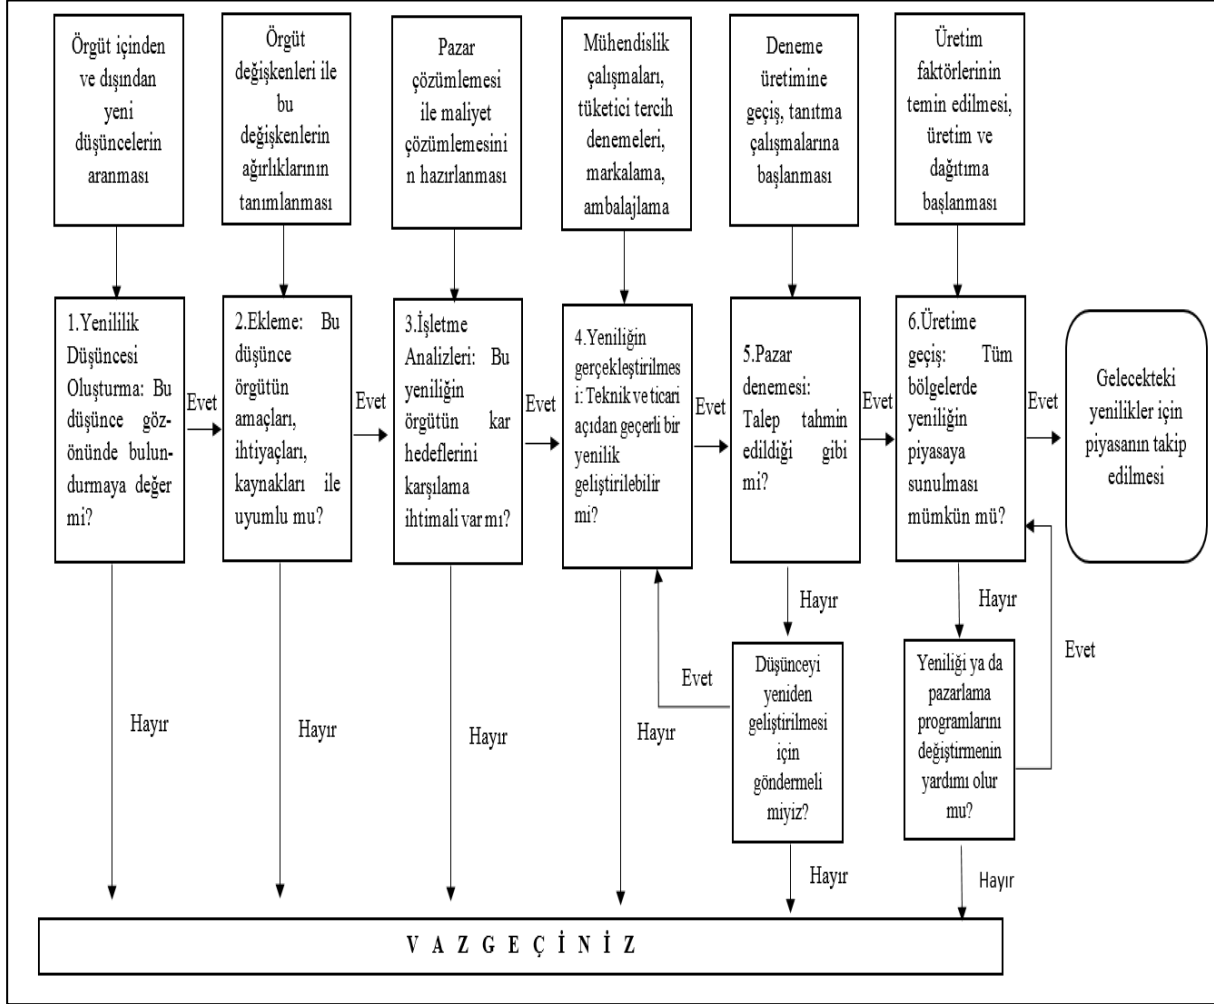 Örgüt içinden
ve dışından
yeni
düşüncelerin
aranması
Örgüt
değişkenleri ile
bu
değişkenlerin
ağırlıklarının
tanımlanması
Pazar
çözümlemesi
ile maliyet
çözümlemesini
n hazırlanması
Mühendislik
çalışmaları,
tüketici tercih
denemeleri,
markalama,
ambalajlama
Deneme
üretimine
geçiş, tanıtma
çalışmalarına
başlanması
Üretim
faktörlerinin
temin edilmesi,
üretim ve
dağıtıma
başlanması
1.Yenililik
Düşüncesi
Oluşturma: Bu
düşünce göz-
önünde bulun-
durmaya değer
mi?
Evet
2.Ekleme: Bu
düşünce
örgütün
amaçları,
ihtiyaçları,
kaynakları ile
uyumlu mu?
Evet
3.İşletme
Analizleri: Bu
yeniliğin
örgütün kar
hedeflerini
karşılama
ihtimali var mı?
Evet
4.Yeniliğin
gerçekleştirilmes
i: Teknik ve ticari
açıdan geçerli bir
yenilik
geliştirilebilir
mi?
Evet
5.Pazar
denemesi:
Talep tahmin
edildiği gibi
mi?
Evet
6.Üretime
geçiş: Tüm
bölgelerde
yeniliğin
piyasaya
sunulması
mümkün mü?
Evet
Gelecekteki
yenilikler için
piyasanın takip
edilmesi
Hayır
Hayır
Hayır
Hayır
Hayır
Düşünceyi
yeniden
geliştirilmesi
için
göndermeli
miyiz?
Evet
Hayır
Hayır
Yeniliği ya da
pazarlama
programlarını
değiştirmenin
yardımı olur
mu?
Evet
Hayır
VAZGEÇİNİZ